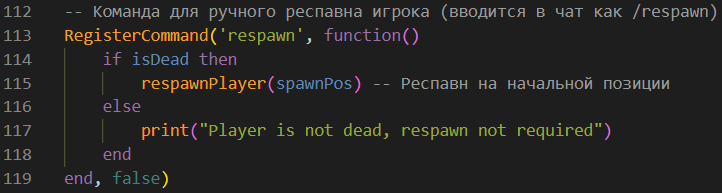 112 -- Команда для ручного респавна игрока (вводится в чат как /respawn)
113 RegisterCommand('respawn', function()
114     if isDead then
115         respawnPlayer(spawnPos) -- Респавн на начальной позиции
116     else
117         print("Player is not dead, respawn not required")
118     end
119 end, false)